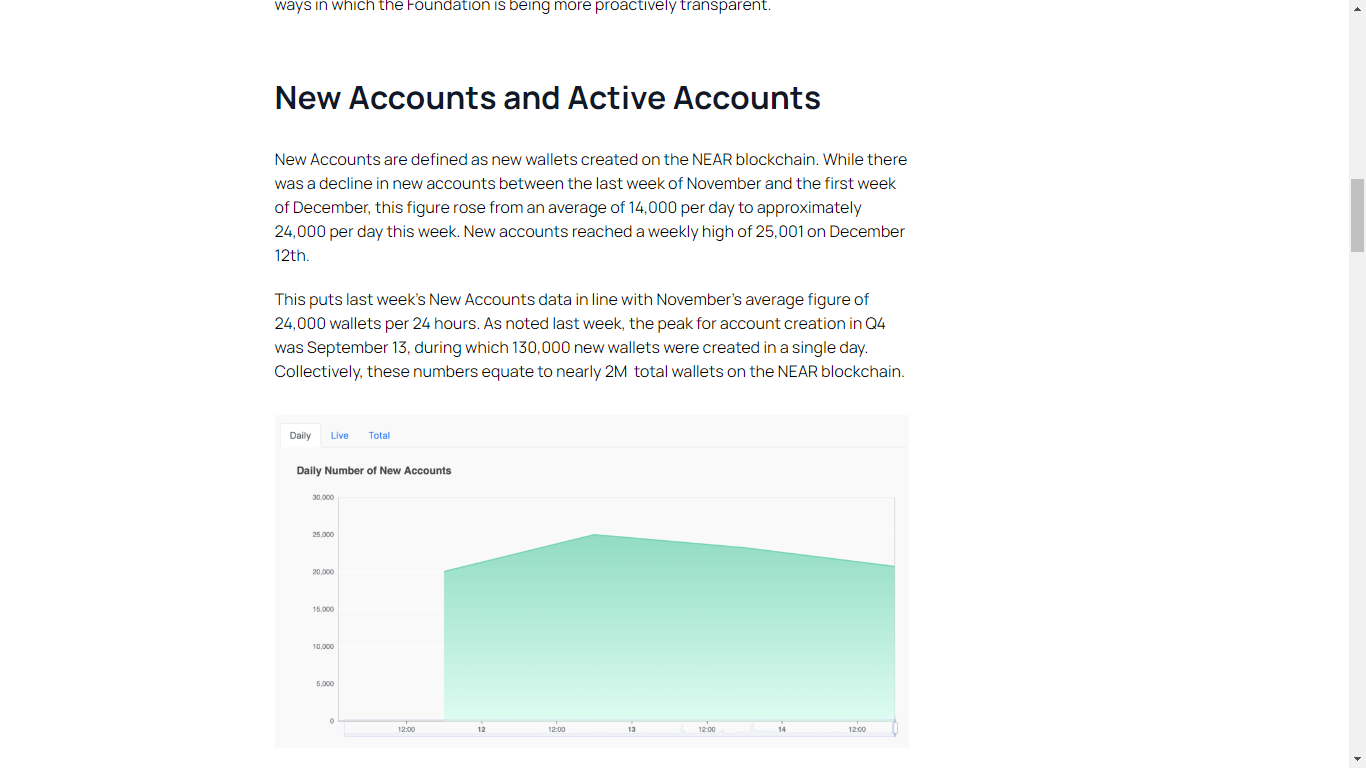 ways in which the Foundation is being more proactively transparent.
New Accounts and Active Accounts
New Accounts are defined as new wallets created on the NEAR blockchain. While there
was a decline in new accounts between the last week of November and the first week
of December, this figure rose from an average of 14,000 per day to approximately
24,000 per day this week. New accounts reached a weekly high of 25,001 on December
12th.
This puts last week's New Accounts data in line with November's average figure of
24,000 wallets per 24 hours. As noted last week, the peak for account creation in Q4
was September 13, during which 130,000 new wallets were created in a single day.
Collectively, these numbers equate to nearly 2M  total wallets on the NEAR blockchain.
Daily Live Total
Daily Number of New Accounts
30,000
25,000
20,000
15,000
10,000
5,000
0
12:00 12 12:00 13 12:00 14 12:00